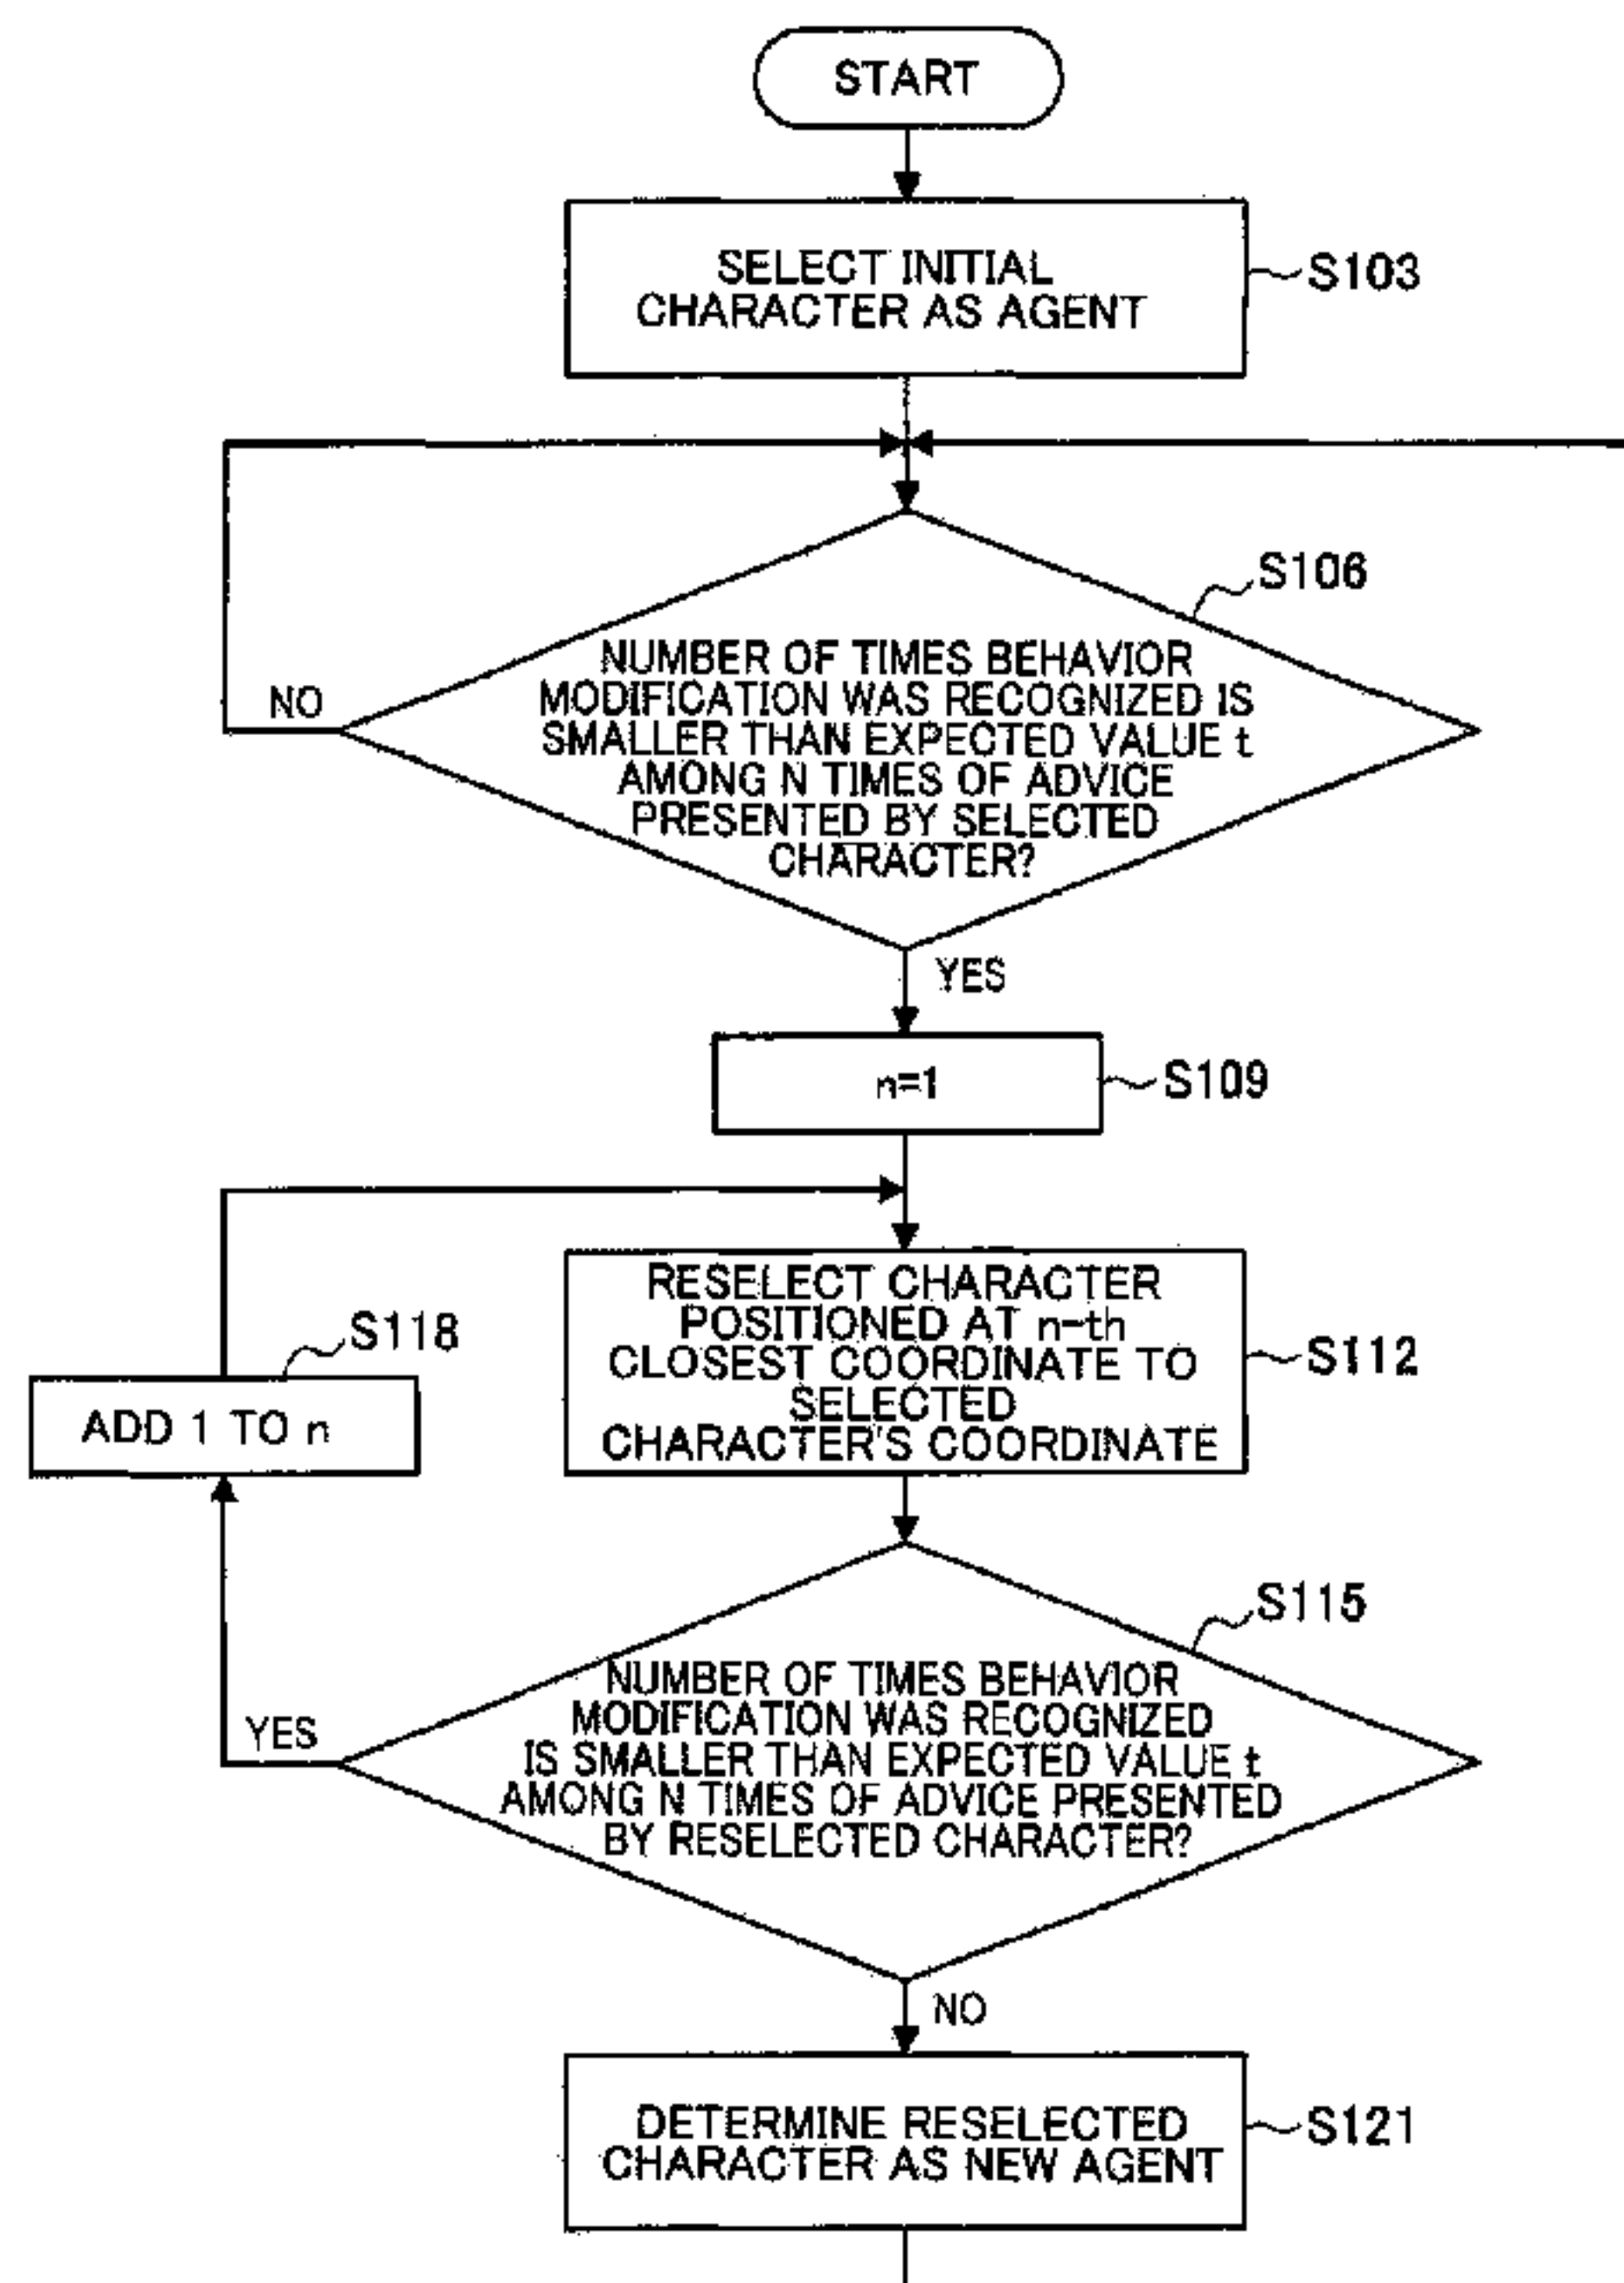 START
SELECT INITIAL
CHARACTER AS AGENT
S103
S106
NUMBER OF TIMES BEHAVIOR
MODIFICATION WAS RECOGNIZED IS
SMALLER THAN EXPECTED VALUE t
AMONG N TIMES OF ADVICE
PRESENTED BY SELECTED
CHARACTER?
NO
YES
n=1
S109
RESELECT CHARACTER
POSITIONED AT n-th
CLOSEST COORDINATE TO
SELECTED
CHARACTER'S COORDINATE
S112
S118
ADD 1 TO n
S115
NUMBER OF TIMES BEHAVIOR
MODIFICATION WAS RECOGNIZED
IS SMALLER THAN EXPECTED VALUE t
AMONG N TIMES OF ADVICE PRESENTED
BY RESELECTED CHARACTER?
YES
NO
DETERMINE RESELECTED
CHARACTER AS NEW AGENT
S121